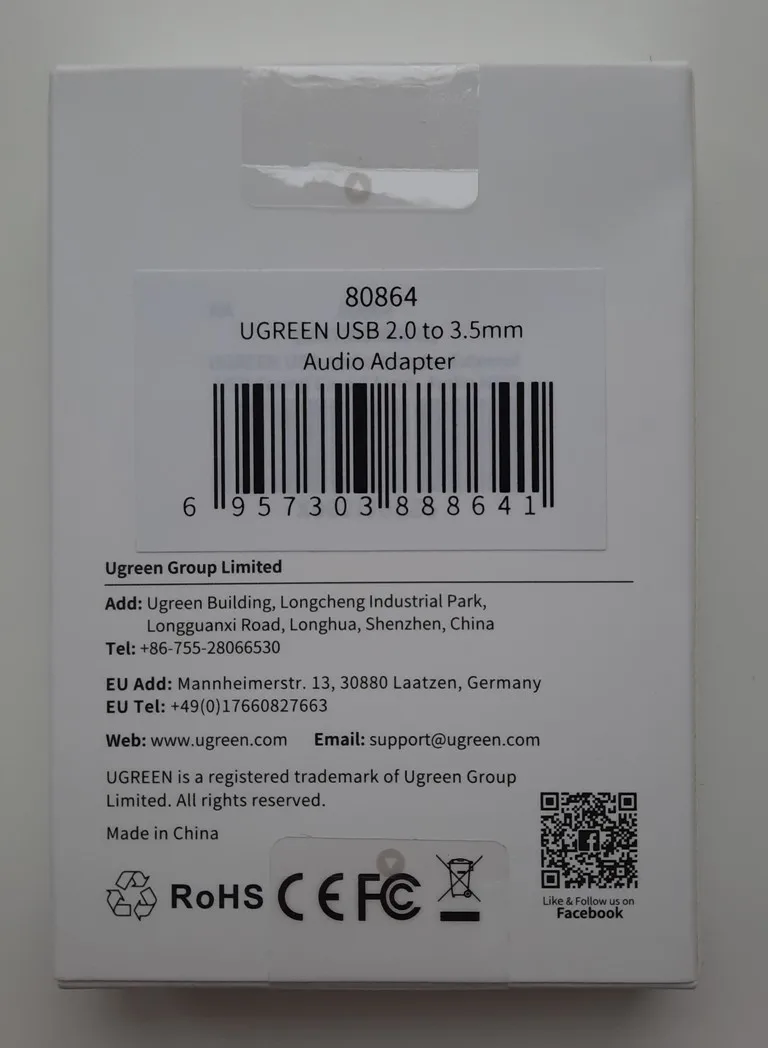 80864
UGREEN USB 2.0 to 3.5mm
Audio Adapter
6 957303 888641
Ugreen Group Limited
Add: Ugreen Building, Longcheng Industrial Park,
Longguanxi Road, Longhua, Shenzhen, China
Tel: +86-755-28066530
EU Add: Mannheimerstr. 13, 30880 Laatzen, Germany
EU Tel: +49(0)17660827663
Web: www.ugreen.com Email: support@ugreen.com
UGREEN is a registered trademark of Ugreen Group
Limited. All rights reserved.
Made in China
RoHS CE FC
Like & Follow us on
Facebook